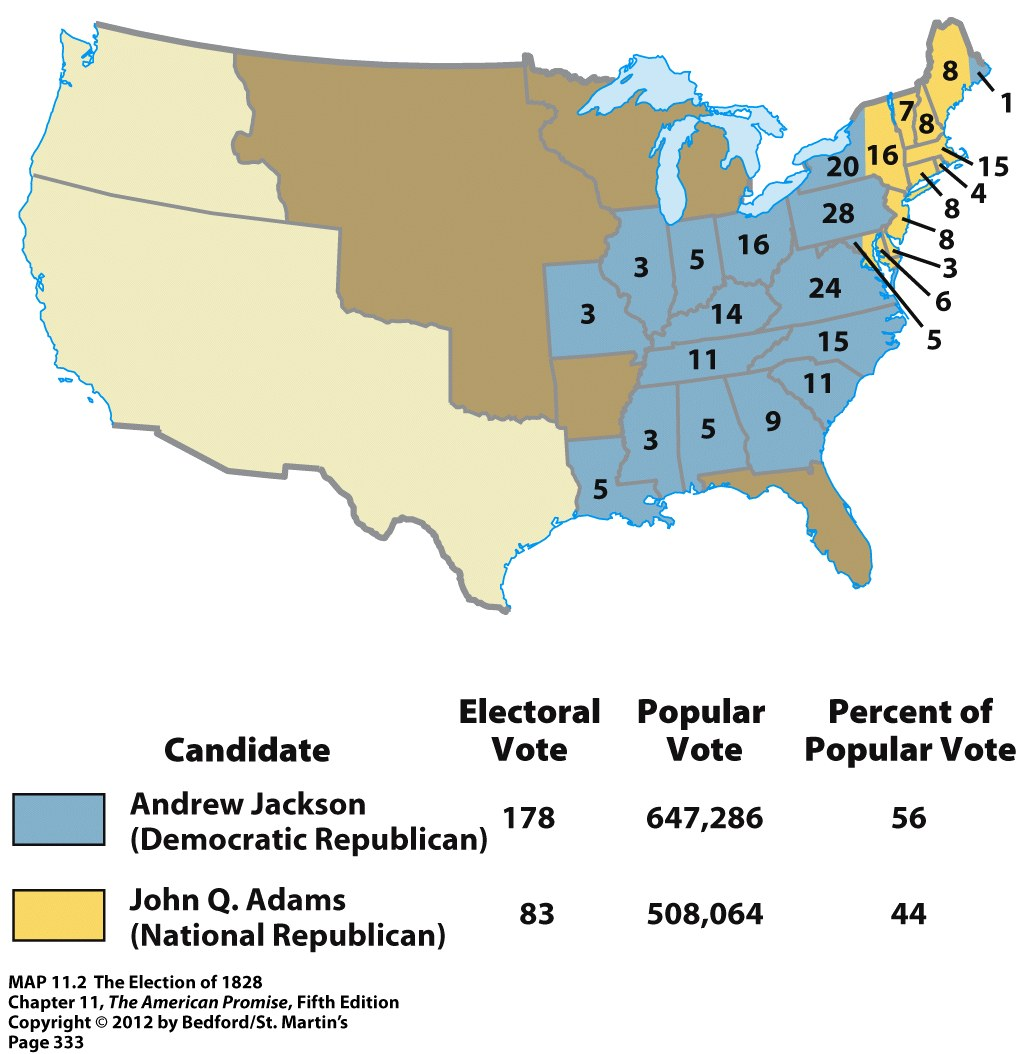 8
1
7
8
20
16
15
4
8
28
8
3
5
16
3
6
24
3
14
5
15
11
11
3
5
9
5
Electoral Vote
Popular Vote
Percent of Popular Vote
Candidate
Andrew Jackson
(Democratic Republican)
178
647,286
56
John Q. Adams
(National Republican)
83
508,064
44
MAP 11.2 The Election of 1828
Chapter 11, The American Promise, Fifth Edition
Copyright © 2012 by Bedford/St. Martin's
Page 333